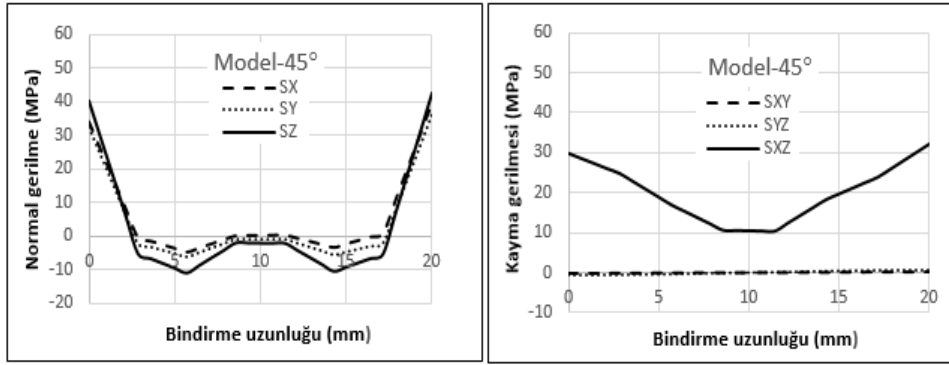 Normal gerilme (MPa)
60
50
40
30
20
10
0
-10
-20
Model-45°
SX
SY
SZ
0
5
10
15
20
Bindirme uzunluğu (mm)
Kayma gerilmesi (MPa)
60
50
40
30
20
10
0
-10
Model-45°
SXY
SYZ
SXZ
0
5
10
15
20
Bindirme uzunluğu (mm)